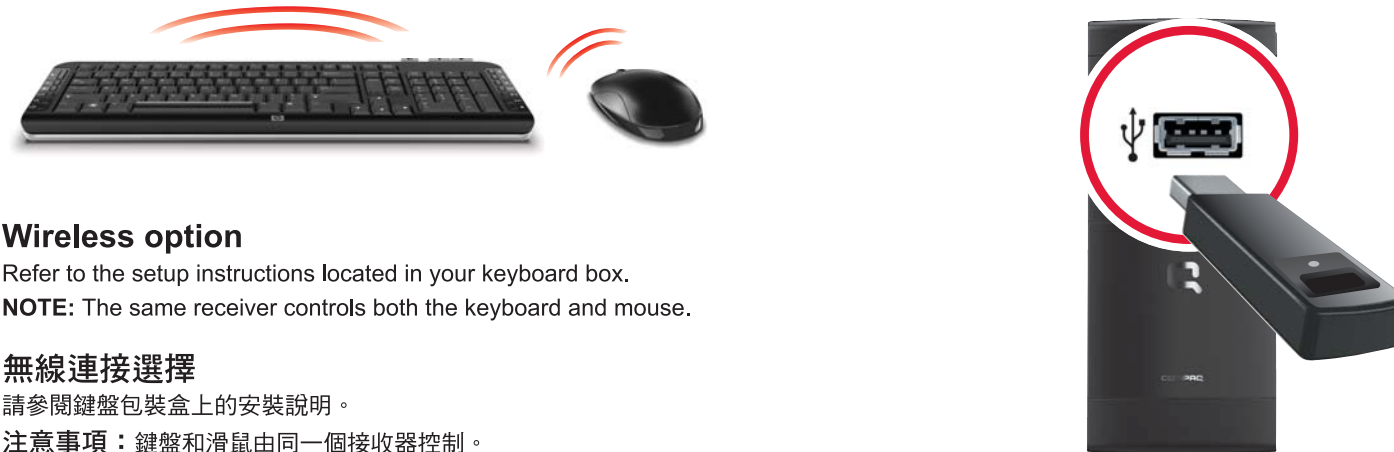 Wireless option
Refer to the setup instructions located in your keyboard box.
NOTE: The same receiver controls both the keyboard and mouse.
無線連接選擇
請參閱鍵盤包裝盒上的安裝說明。
注意事項：鍵盤和滑鼠由同一個接收器控制。
COMPAQ